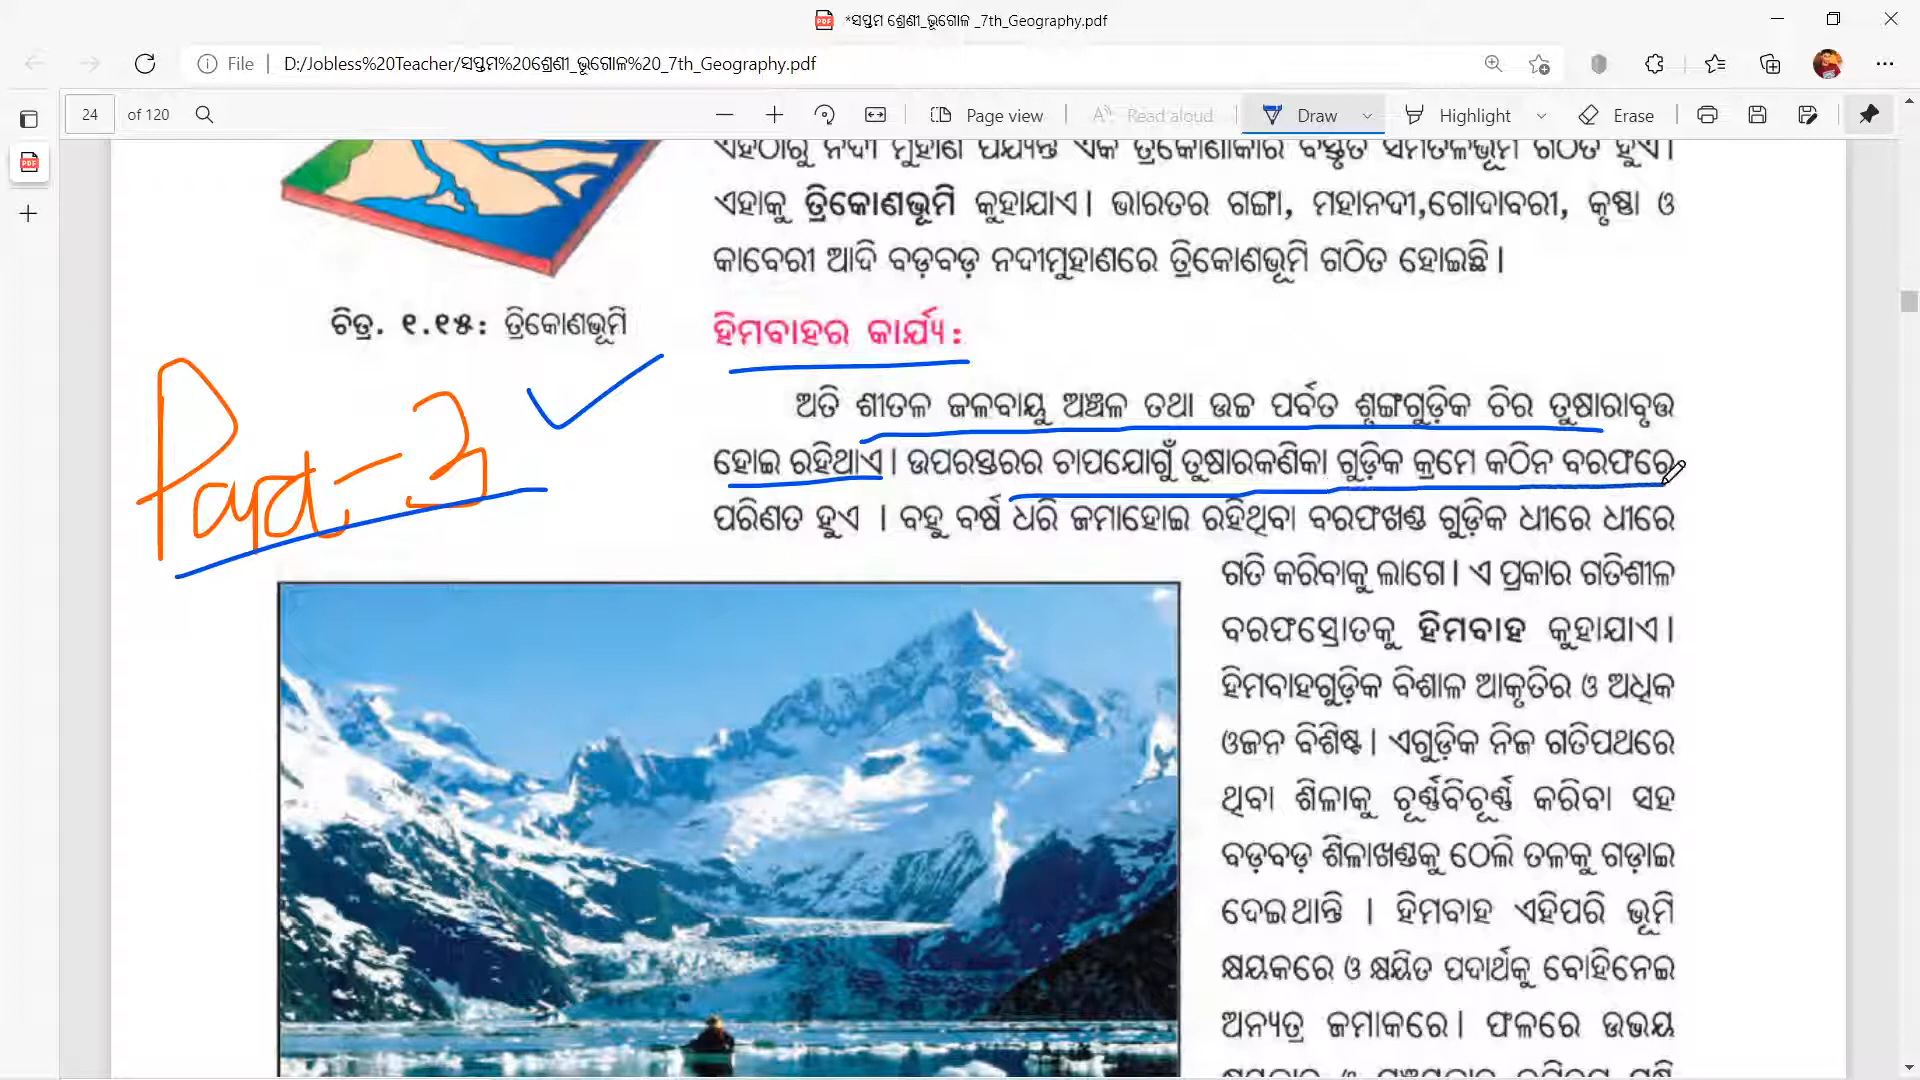 *ସପ୍ତମ ଶ୍ରେଣୀ_ଭୂଗୋଳ _7th_Geography.pdf
File
D:/Jobless%20Teacher/ସପ୍ତମ%20ଶ୍ରେଣୀ_ଭୂଗୋଳ%20_7th_Geography.pdf
24 of 120
Page view
Read aloud
Draw
Highlight
Erase
ଏହିଠାରୁ ନଦୀ ମୁହାଣ ପର୍ଯ୍ୟନ୍ତ ଏକ ତ୍ରିକୋଣାକାର ବିସ୍ତୃତ ସମତଳଭୂମି ଗଠିତ ହୁଏ।
ଏହାକୁ ତ୍ରିକୋଣଭୂମି କୁହାଯାଏ। ଭାରତର ଗଙ୍ଗା, ମହାନଦୀ,ଗୋଦାବରୀ, କୃଷ୍ଣା ଓ
କାବେରୀ ଆଦି ବଡ଼ବଡ଼ ନଦୀମୁହାଣରେ ତ୍ରିକୋଣଭୂମି ଗଠିତ ହୋଇଛି।
ଚିତ୍ର. ୧.୧୫: ତ୍ରିକୋଣଭୂମି
ହିମବାହର କାର୍ଯ୍ୟ:
ଅତି ଶୀତଳ ଜଳବାୟୁ ଅଞ୍ଚଳ ତଥା ଉଚ୍ଚ ପର୍ବତ ଶୃଙ୍ଗଗୁଡ଼ିକ ଚିର ତୁଷାରାବୃତ୍ତ
ହୋଇ ରହିଥାଏ। ଉପରସ୍ତରର ଚାପଯୋଗୁଁ ତୁଷାରକଣିକା ଗୁଡ଼ିକ କ୍ରମେ କଠିନ ବରଫରେ
ପରିଣତ ହୁଏ । ବହୁ ବର୍ଷ ଧରି ଜମାହୋଇ ରହିଥିବା ବରଫଖଣ୍ଡ ଗୁଡ଼ିକ ଧୀରେ ଧୀରେ
ଗତି କରିବାକୁ ଲାଗେ। ଏ ପ୍ରକାର ଗତିଶୀଳ
ବରଫସ୍ରୋତକୁ ହିମବାହ କୁହାଯାଏ।
ହିମବାହଗୁଡ଼ିକ ବିଶାଳ ଆକୃତିର ଓ ଅଧିକ
ଓଜନ ବିଶିଷ୍ଟ। ଏଗୁଡ଼ିକ ନିଜ ଗତିପଥରେ
ଥିବା ଶିଳାକୁ ଚୂର୍ଣ୍ଣବିଚୂର୍ଣ୍ଣ କରିବା ସହ
ବଡ଼ବଡ଼ ଶିଳାଖଣ୍ଡକୁ ଠେଲି ତଳକୁ ଗଡ଼ାଇ
ଦେଇଥାନ୍ତି । ହିମବାହ ଏହିପରି ଭୂମି
କ୍ଷୟକରେ ଓ କ୍ଷୟିତ ପଦାର୍ଥକୁ ବୋହିନେଇ
ଅନ୍ୟତ୍ର ଜମାକରେ। ଫଳରେ ଉଭୟ